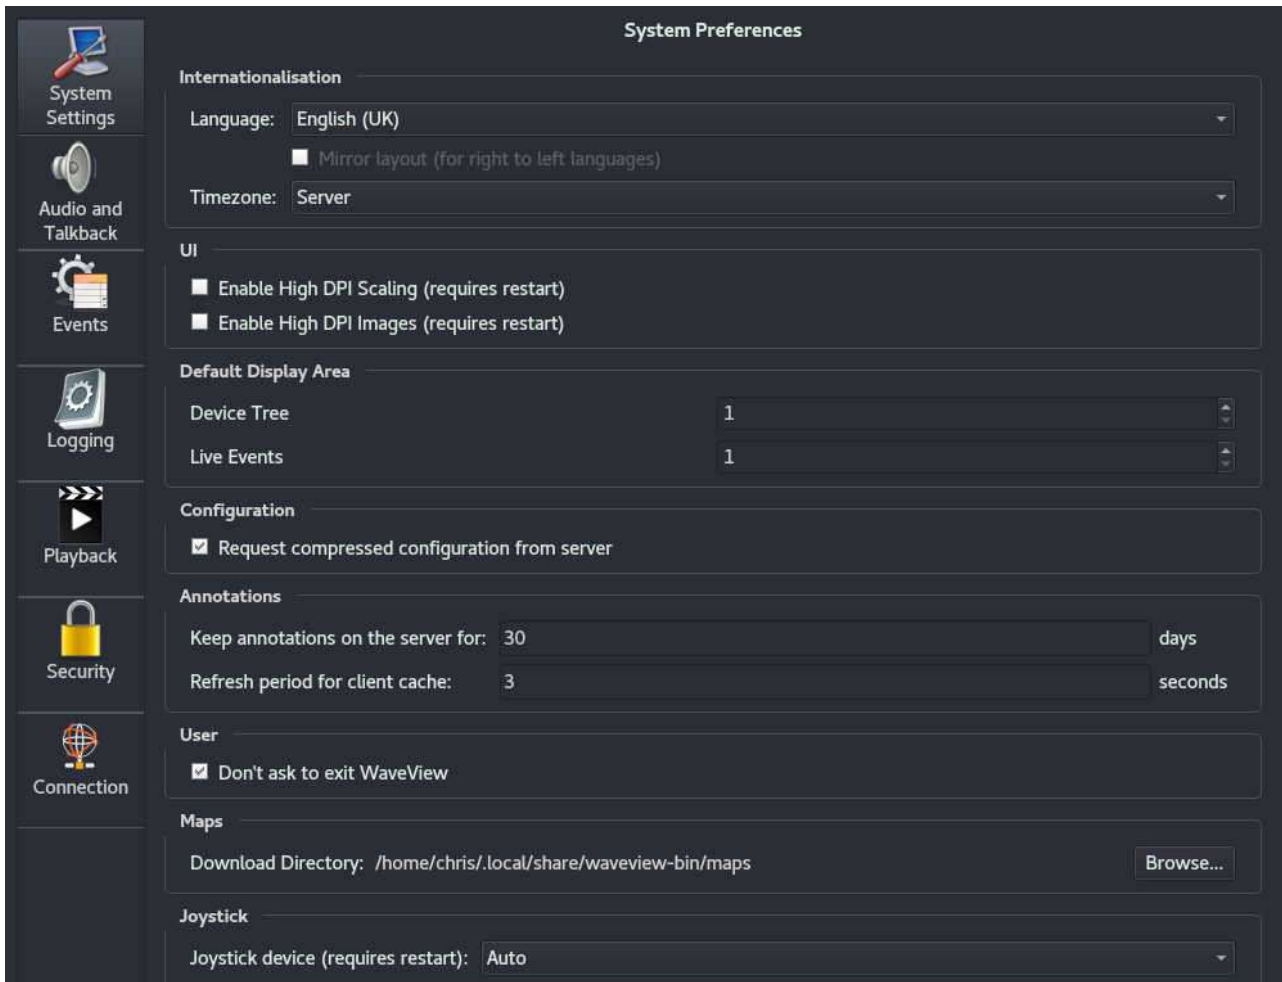 System Preferences
System
Settings
Audio and
Talkback
Events
Logging
Playback
Security
Connection
Internationalisation
Language: English (UK)
Mirror layout (for right to left languages)
Timezone: Server
UI
Enable High DPI Scaling (requires restart)
Enable High DPI Images (requires restart)
Default Display Area
Device Tree 1
Live Events 1
Configuration
Request compressed configuration from server
Annotations
Keep annotations on the server for: 30 days
Refresh period for client cache: 3 seconds
User
Don't ask to exit WaveView
Maps
Download Directory: /home/chris/.local/share/waveview-bin/maps Browse...
Joystick
Joystick device (requires restart): Auto